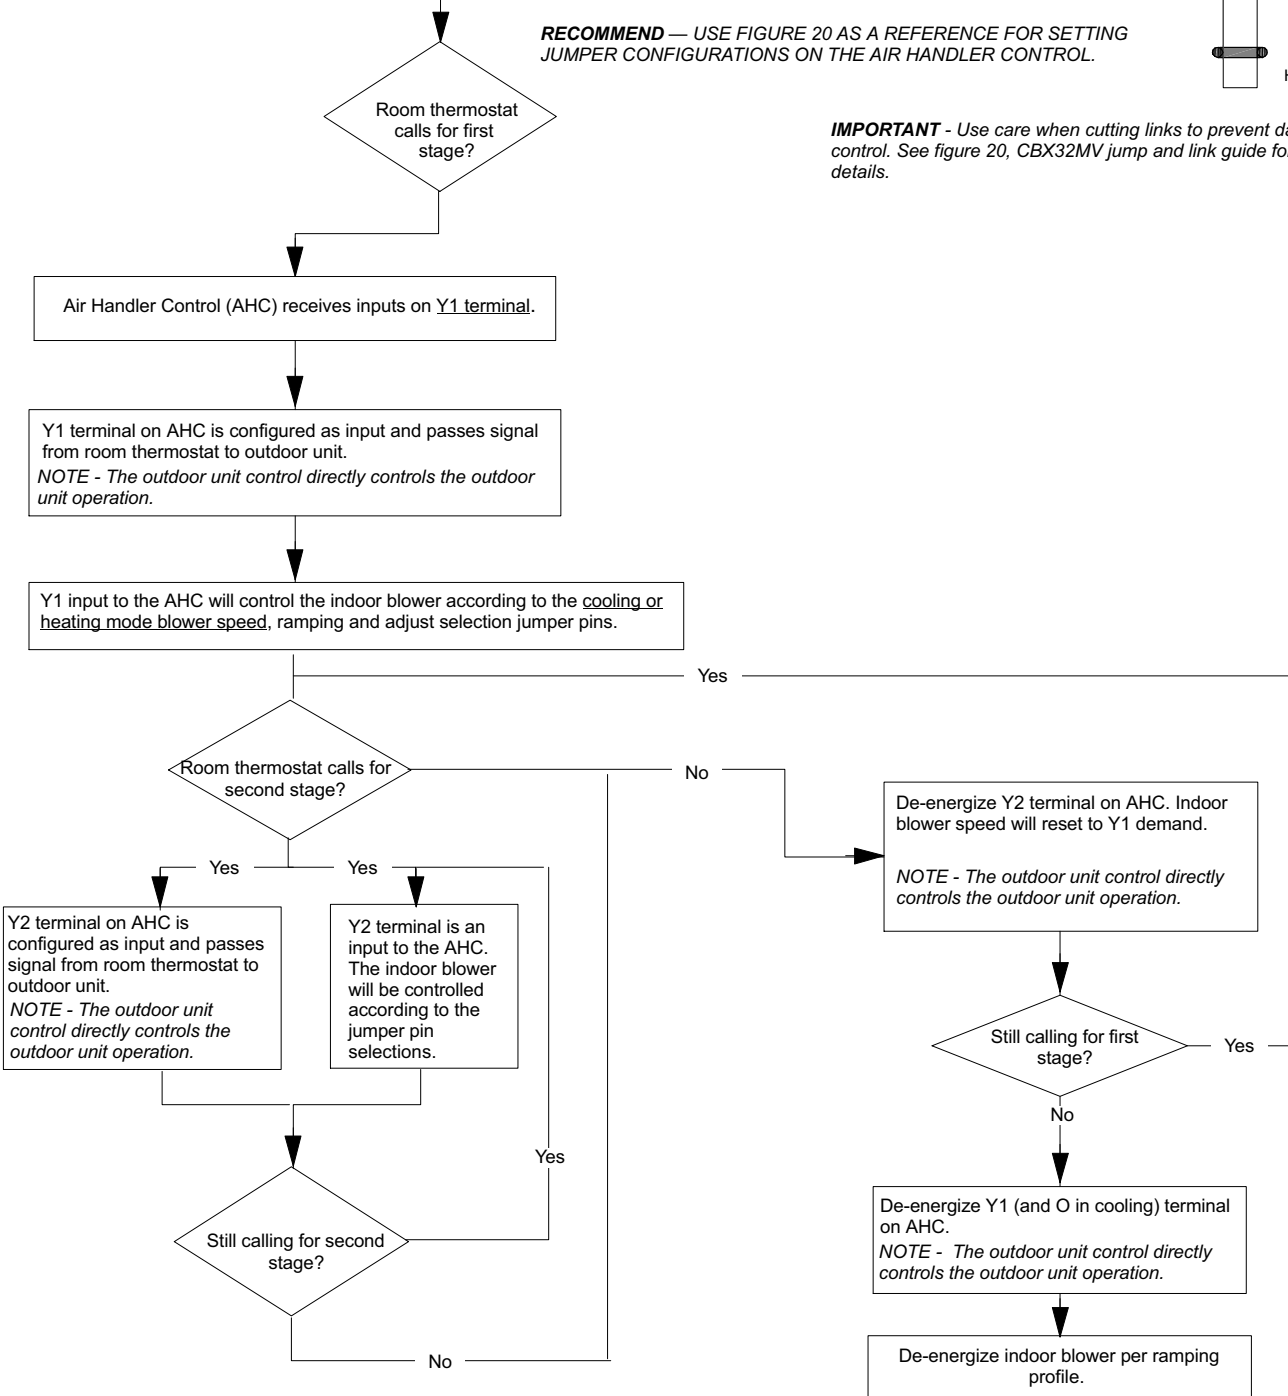 RECOMMEND — USE FIGURE 20 AS A REFERENCE FOR SETTING
JUMPER CONFIGURATIONS ON THE AIR HANDLER CONTROL.
IMPORTANT - Use care when cutting links to prevent
control. See figure 20, CBX32MV jump and link guide
details.
Room thermostat
calls for first
stage?
Air Handler Control (AHC) receives inputs on Y1 terminal.
Y1 terminal on AHC is configured as input and passes signal
from room thermostat to outdoor unit.
NOTE - The outdoor unit control directly controls the outdoor
unit operation.
Y1 input to the AHC will control the indoor blower according to the cooling or
heating mode blower speed, ramping and adjust selection jumper pins.
Yes
Room thermostat calls for
second stage?
No
Yes
Yes
Y2 terminal on AHC is
configured as input and passes
signal from room thermostat to
outdoor unit.
NOTE - The outdoor unit
control directly controls the
outdoor unit operation.
Y2 terminal is an
input to the AHC.
The indoor blower
will be controlled
according to the
jumper pin
selections.
Yes
Still calling for second
stage?
No
De-energize Y2 terminal on AHC. Indoor
blower speed will reset to Y1 demand.
NOTE - The outdoor unit control directly
controls the outdoor unit operation.
Still calling for first
stage?
Yes
No
De-energize Y1 (and O in cooling) terminal
on AHC.
NOTE - The outdoor unit control directly
controls the outdoor unit operation.
De-energize indoor blower per ramping
profile.